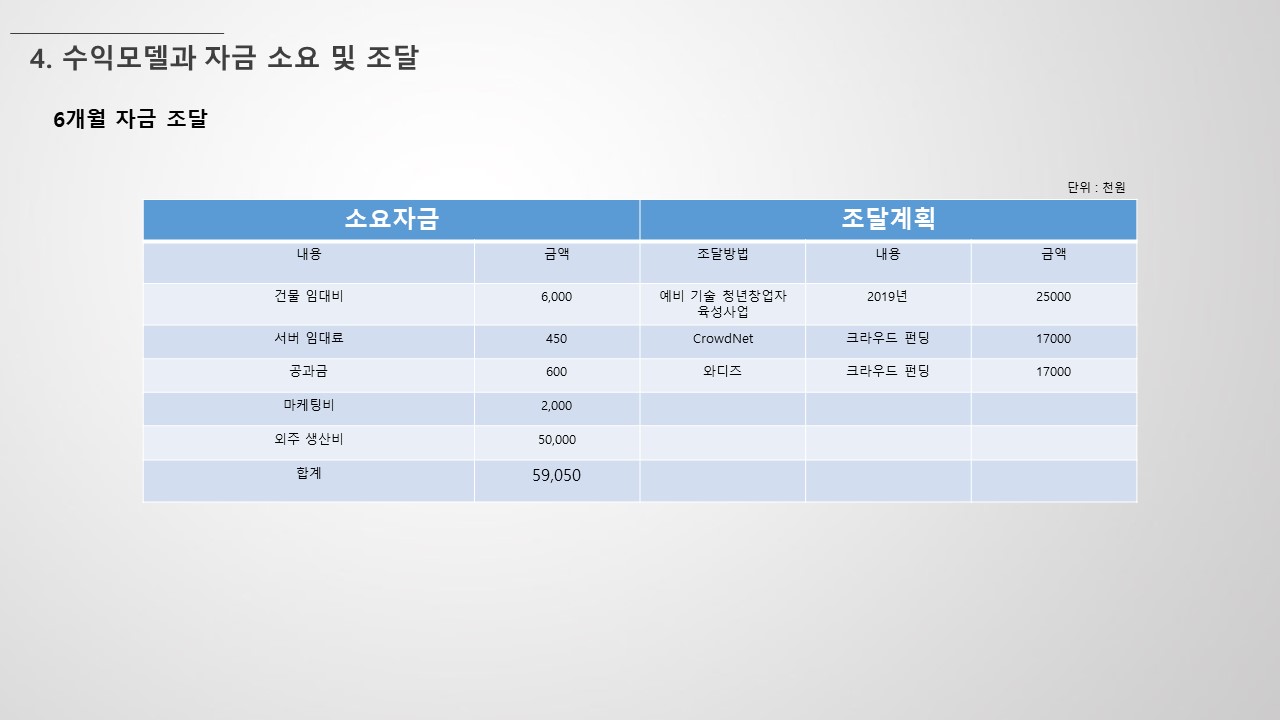 4. 수익모델과 자금 소요 및 조달
6개월 자금 조달
단위 : 천원
소요자금 조달계획
내용 금액 조달방법 내용 금액
건물 임대비 6,000 예비 기술 청년창업자 2019년 25000
육성사업
서버 임대료 450 CrowdNet 크라우드 펀딩 17000
공과금 600 와디즈 크라우드 펀딩 17000
마케팅비 2,000
외주 생산비 50,000
합계 59,050